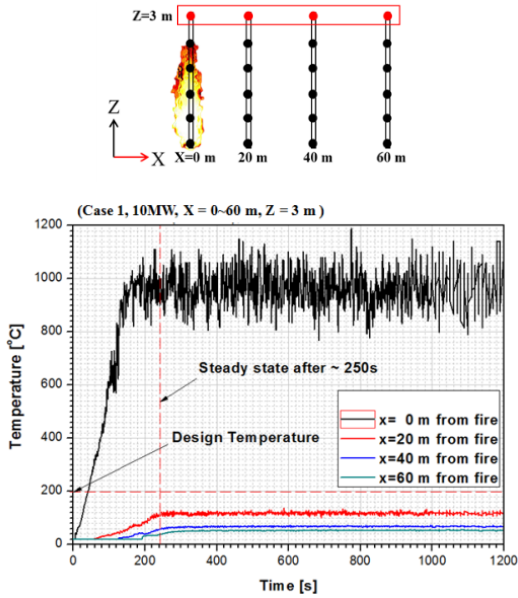 Z=3 m
Z
X
X=0 m 20 m 40 m 60 m
(Case 1, 10MW, X = 0~60 m, Z = 3 m )
1200
1000
800
600
400
200
0
Temperature [°C]
Steady state after ~ 250s
Design Temperature
x= 0 m from fire
x=20 m from fire
x=40 m from fire
x=60 m from fire
0 200 400 600 800 1000 1200
Time [s]